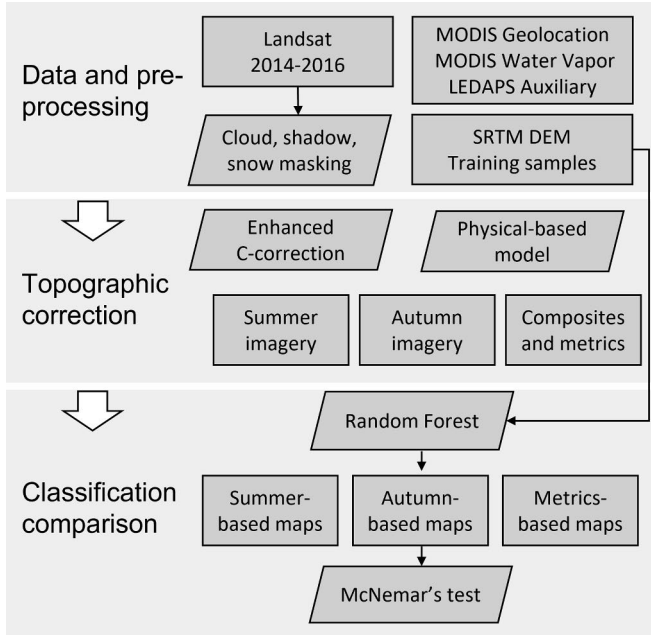 Data and pre-
processing
Landsat
2014-2016
MODIS Geolocation
MODIS Water Vapor
LEDAPS Auxiliary
Cloud, shadow,
snow masking
SRTM DEM
Training samples
Topographic
correction
Enhanced
C-correction
Physical-based
model
Summer
imagery
Autumn
imagery
Composites
and metrics
Classification
comparison
Random Forest
Summer-
based maps
Autumn-
based maps
Metrics-
based maps
McNemar’s test